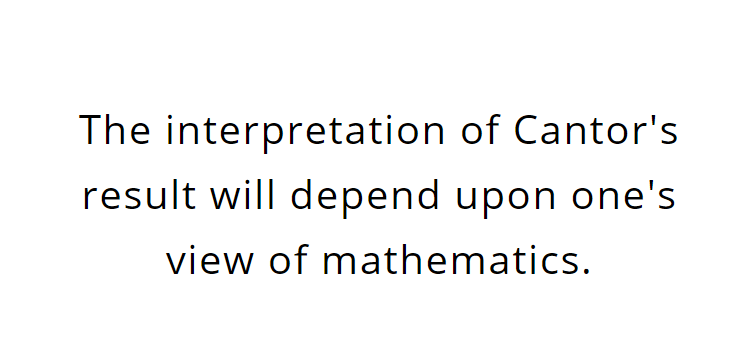 The interpretation of Cantor's
result will depend upon one's
view of mathematics.